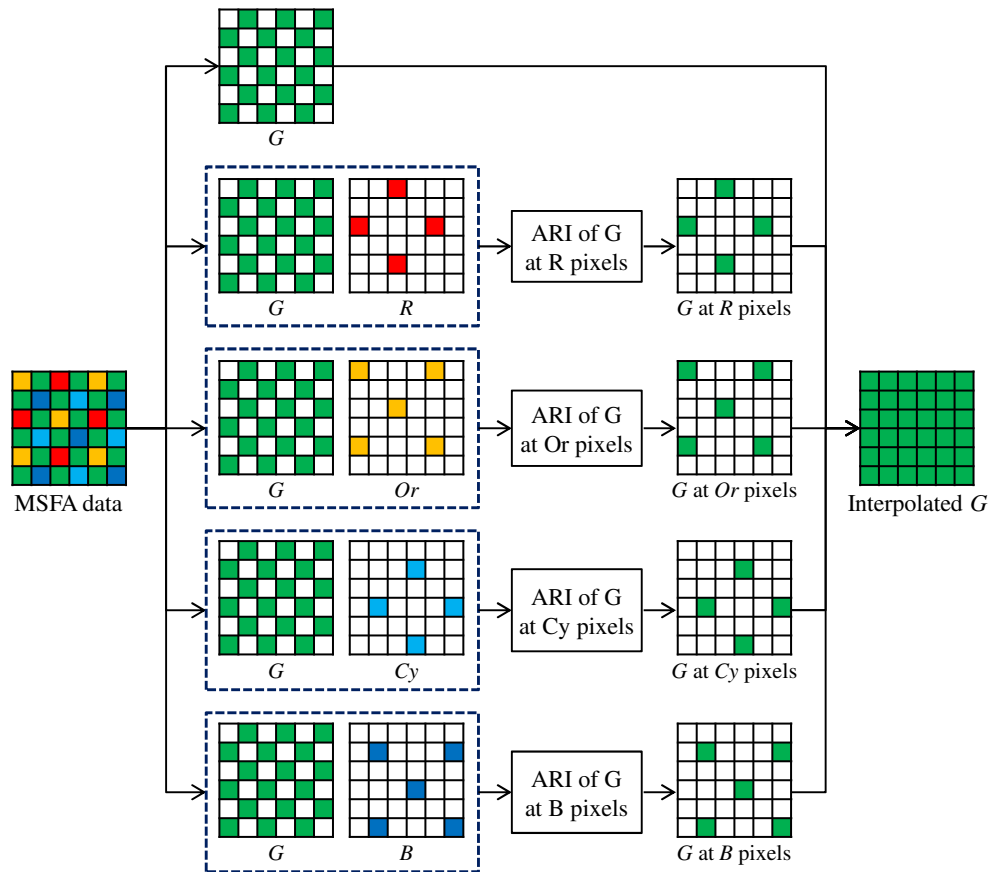 G
G
R
ARI of G
at R pixels
G at R pixels
MSFA data
G
Or
ARI of G
at Or pixels
G at Or pixels
Interpolated G
G
Cy
ARI of G
at Cy pixels
G at Cy pixels
G
B
ARI of G
at B pixels
G at B pixels